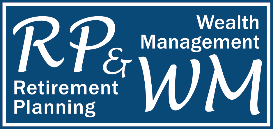 RP & WM
Wealth
Management
Retirement
Planning